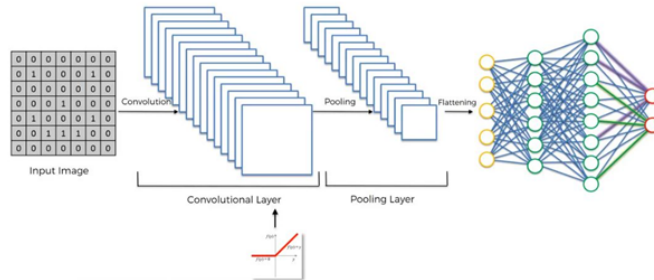 0 0 0 0 0 0 0
0 1 0 0 0 1 0
0 0 0 0 0 0 0
0 0 0 1 0 0 0
0 1 0 0 0 1 0
0 0 1 1 1 0 0
0 0 0 0 0 0 0
Input Image
Convolution
Pooling
Flattening
Convolutional Layer
Pooling Layer